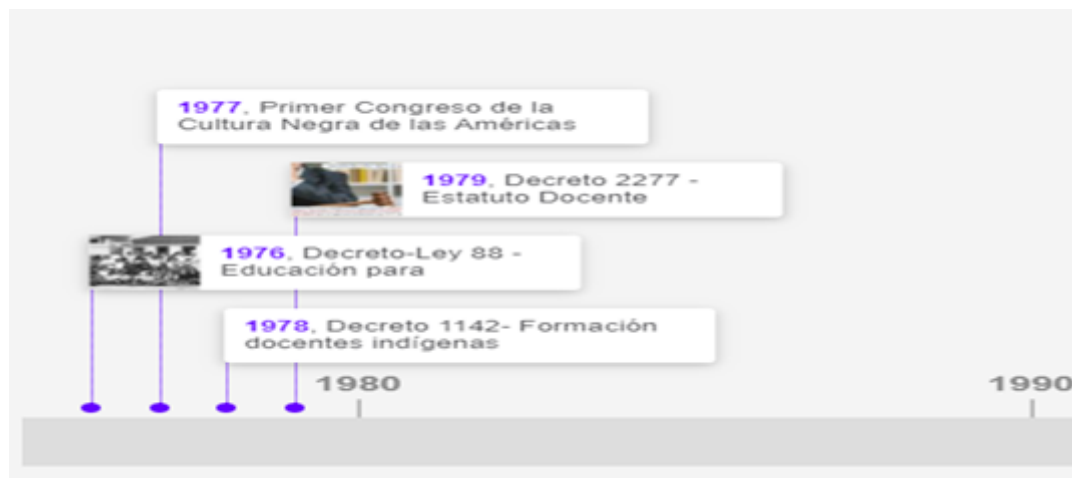 1977, Primer Congreso de la
Cultura Negra de las Américas
1979, Decreto 2277 -
Estatuto Docente
1976, Decreto-Ley 88 -
Educación para
1978, Decreto 1142- Formación
docentes indígenas
1980
1990